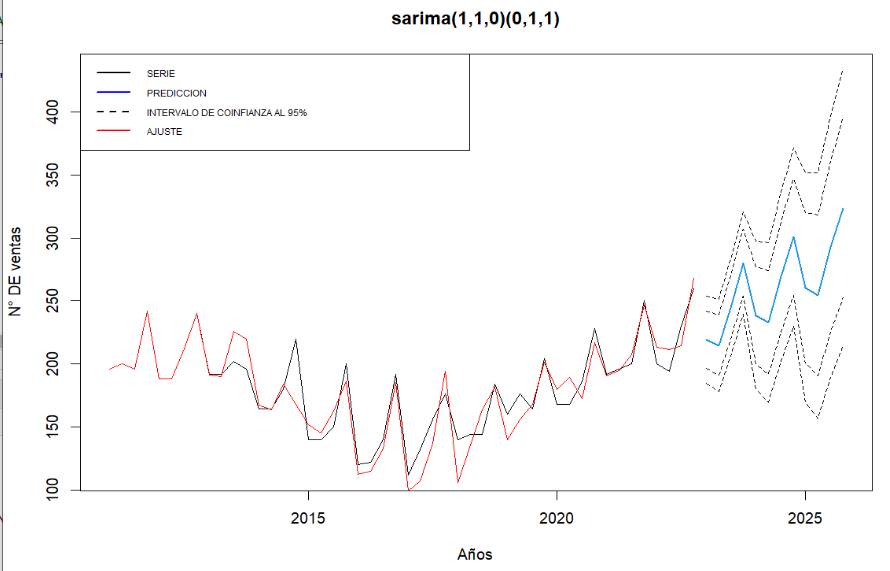 sarima(1,1,0)(0,1,1)
SERIE
PREDICCION
INTERVALO DE COINFIANZA AL 95%
AJUSTE
N° DE ventas
400
350
300
250
200
150
100
2015
2020
2025
Años